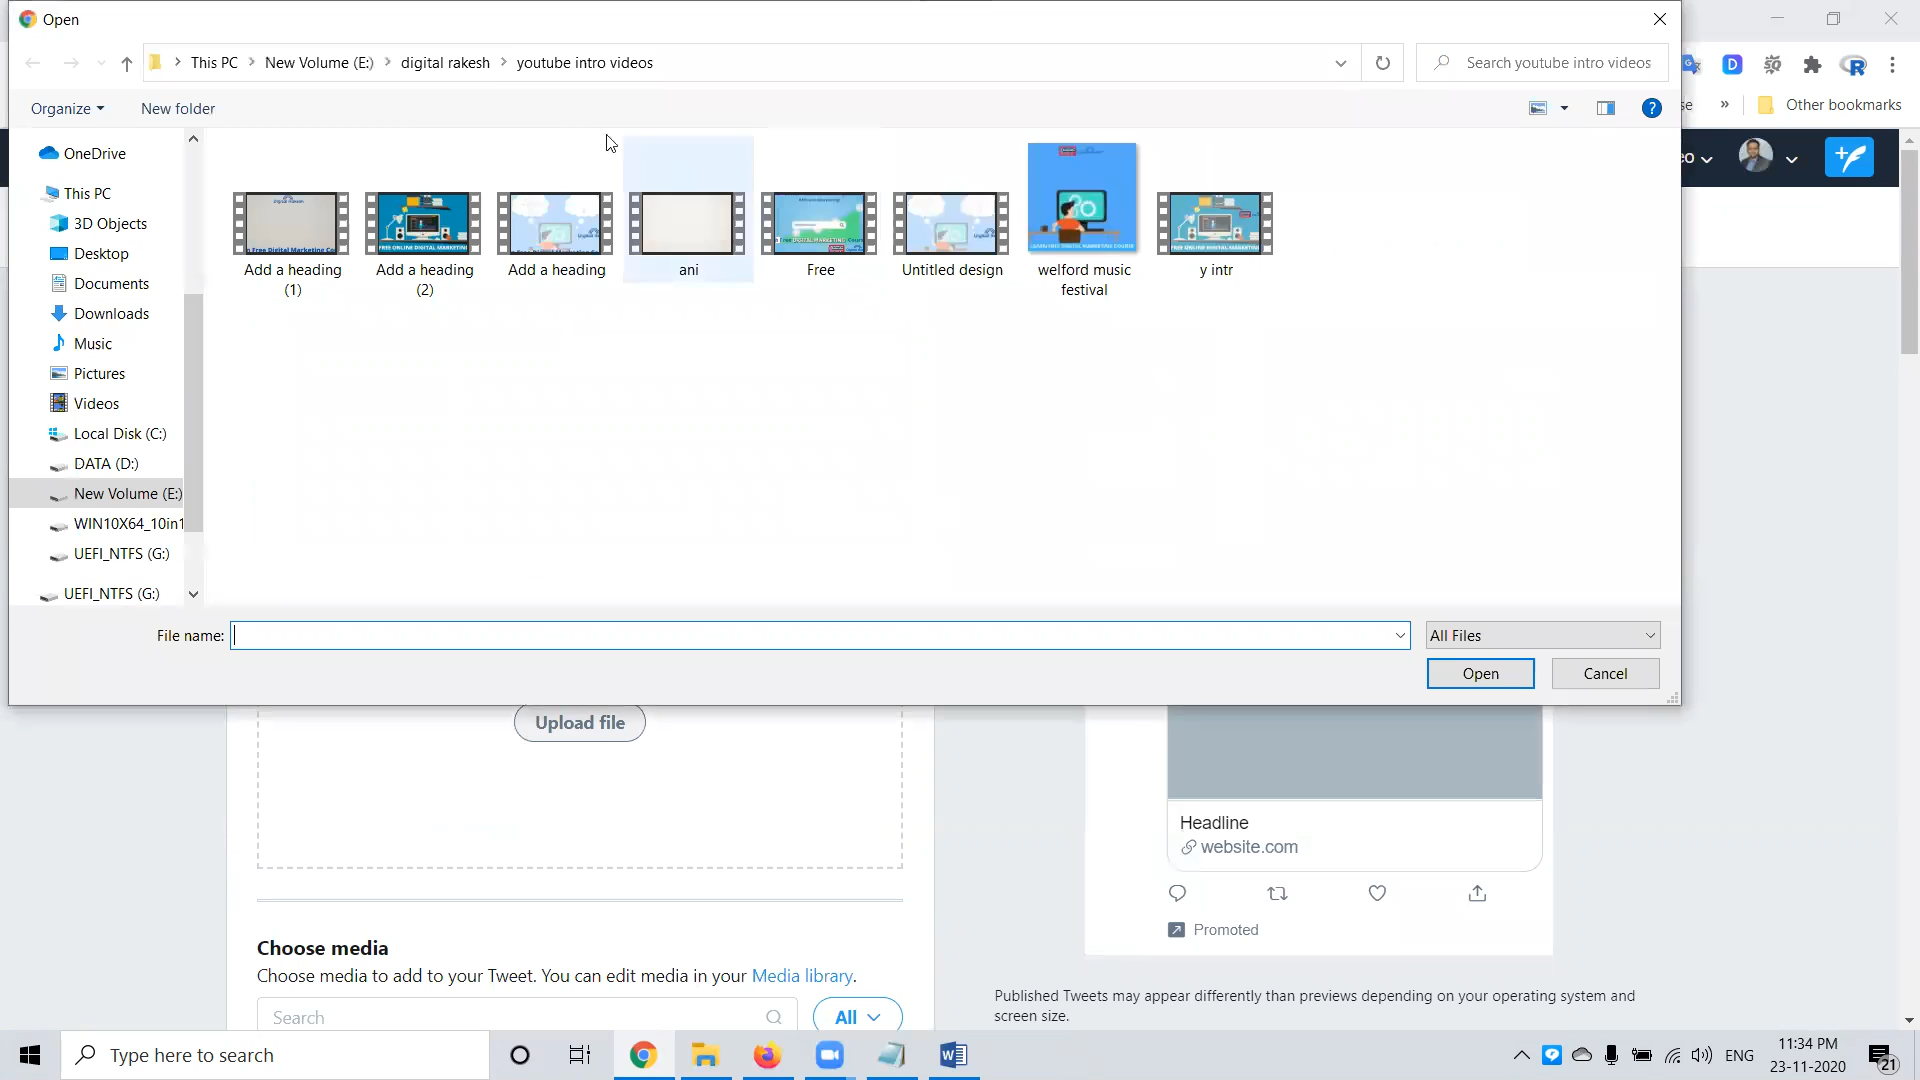 Open
This PC
New Volume (E:)
digital rakesh
youtube intro videos
Search youtube intro videos
Organize
New folder
se
»
Other bookmarks
OneDrive
This PC
3D Objects
Desktop
Documents
Downloads
Music
Pictures
Videos
Local Disk (C:)
DATA (D:)
New Volume (E:)
WIN10X64_10in1
UEFI_NTFS (G:)
UEFI_NTFS (G:)
Add a heading
(1)
Add a heading
(2)
Add a heading
ani
Free
Untitled design
welford music
festival
y intr
eo
File name:
All Files
Open
Cancel
Upload file
Headline
website.com
Promoted
Choose media
Choose media to add to your Tweet. You can edit media in your Media library.
Search
All
Published Tweets may appear differently than previews depending on your operating system and
screen size.
Type here to search
ENG
11:34 PM
23-11-2020
21